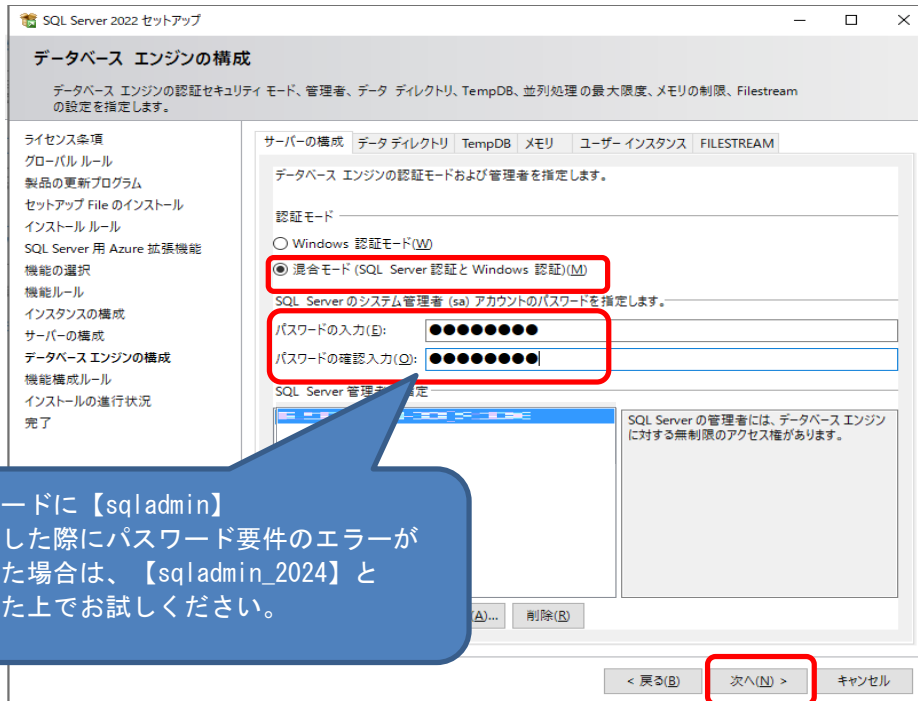 SQL Server 2022 セットアップ
データベース エンジンの構成
データベース エンジンの認証セキュリティ モード、管理者、データ ディレクトリ、TempDB、並列処理の最大限度、メモリの制限、Filestream
の設定を指定します。
ライセンス条項
グローバル ルール
製品の更新プログラム
セットアップ File のインストール
インストール ルール
SQL Server 用 Azure 拡張機能
機能の選択
機能ルール
インスタンスの構成
サーバーの構成
データベース エンジンの構成
機能構成ルール
インストールの進行状況
完了
サーバーの構成 データ ディレクトリ TempDB メモリ ユーザー インスタンス FILESTREAM
データベース エンジンの認証モードおよび管理者を指定します。
認証モード
Windows 認証モード(W)
混合モード (SQL Server 認証と Windows 認証)(M)
SQL Server のシステム管理者 (sa) アカウントのパスワードを指定します。
パスワードの入力(E): ●●●●●●●●
パスワードの確認入力(O): ●●●●●●●●
SQL Server 管理 定
SQL Server の管理者には、データベース エンジン
に対する無制限のアクセス権があります。
ードに【sqladmin】
した際にパスワード要件のエラーが
た場合は、【sqladmin_2024】と
た上でお試しください。
(A)... 削除(R)
< 戻る(B) 次へ(N) > キャンセル